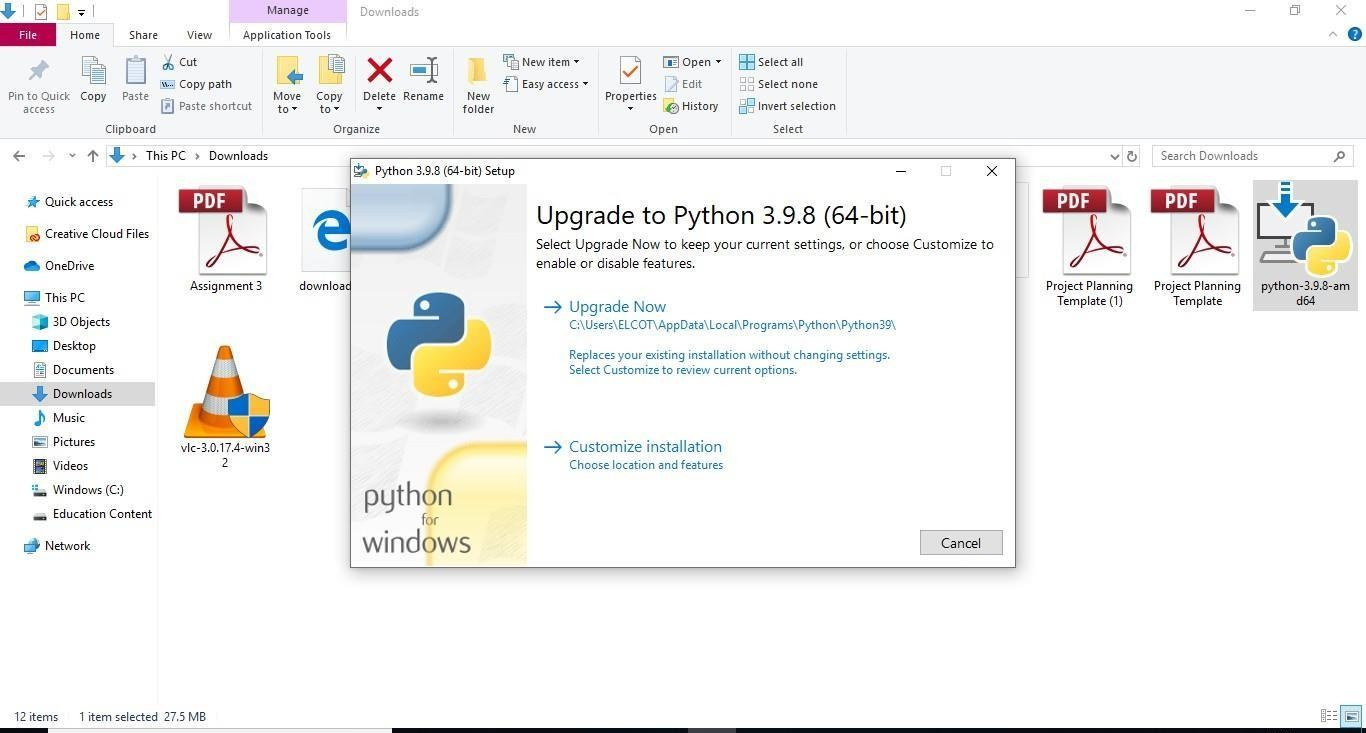 Manage
Downloads
File
Home
Share
View
Application Tools
Pin to Quick access
Copy
Paste
Cut
Copy path
Paste shortcut
Clipboard
Move to
Copy to
Delete
Rename
Organize
New folder
New item
Easy access
New
Properties
Open
Edit
History
Open
Select all
Select none
Invert selection
Select
This PC > Downloads
Search Downloads
Quick access
Creative Cloud Files
OneDrive
This PC
3D Objects
Desktop
Documents
Downloads
Music
Pictures
Videos
Windows (C:)
Education Content
Network
PDF
Assignment 3
download
vlc-3.0.17.4-win3
2
Python 3.9.8 (64-bit) Setup
Upgrade to Python 3.9.8 (64-bit)
Select Upgrade Now to keep your current settings, or choose Customize to
enable or disable features.
Upgrade Now
C:\Users\ELCOT\AppData\Local\Programs\Python\Python39\
Replaces your existing installation without changing settings.
Select Customize to review current options.
Customize installation
Choose location and features
python
for
windows
Cancel
PDF
Project Planning
Template (1)
PDF
Project Planning
Template
python-3.9.8-am
d64
12 items
1 item selected 27.5 MB